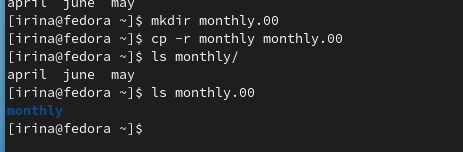 april  june  may
[irina@fedora ~]$ mkdir monthly.00
[irina@fedora ~]$ cp -r monthly monthly.00
[irina@fedora ~]$ ls monthly/
april  june  may
[irina@fedora ~]$ ls monthly.00
monthly
[irina@fedora ~]$